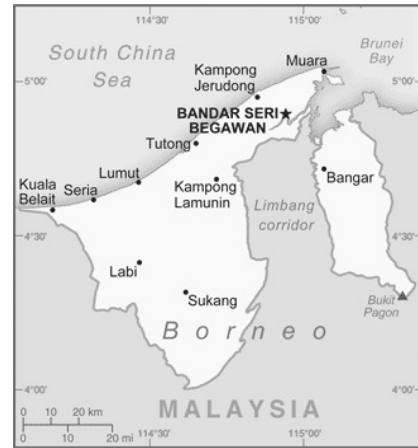 114°30'
115°00'
South China
Sea
Brunei
Bay
Muara
5°00'
5°00'
Kampong
Jerudong
BANDAR SERI
BEGAWAN
Tutong
Lumut
Kuala
Belait
Seria
Kampong
Lamunin
Bangar
Limbang
corridor
4°30'
4°30'
Labi
Sukang
Bukit
Pagon
Borneo
4°00'
4°00'
MALAYSIA
0 10 20 km
0 10 20 mi
114°30'
115°00'